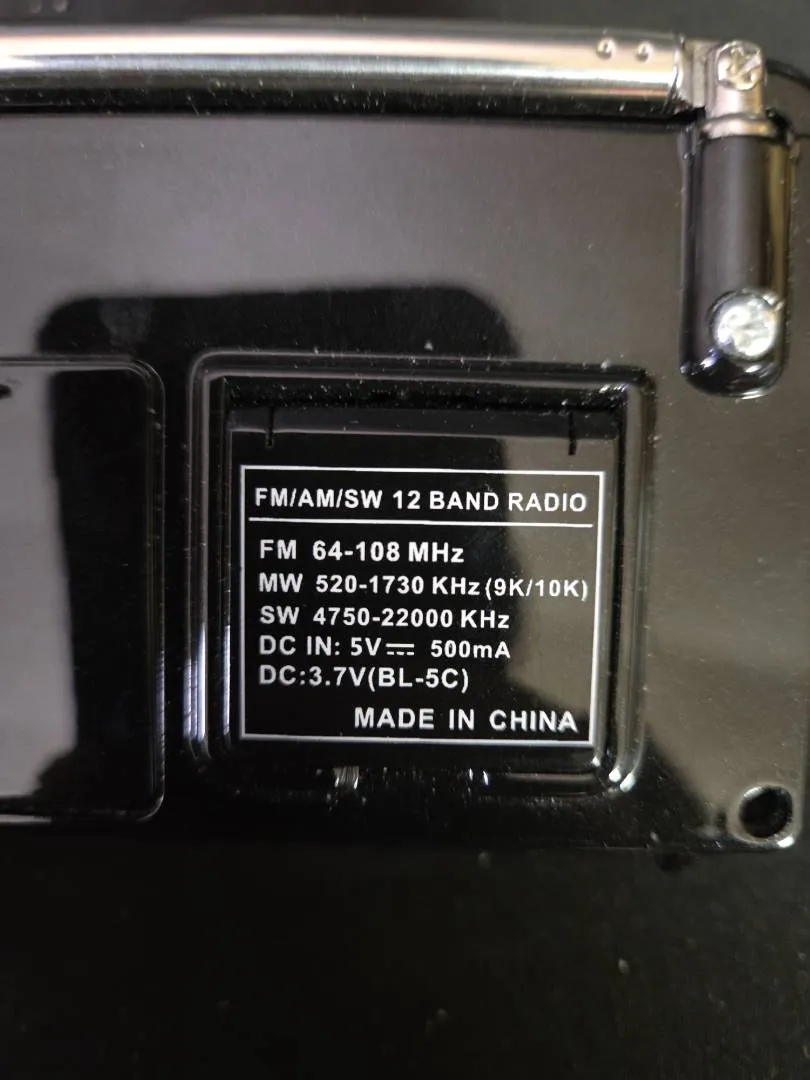 FM/AM/SW 12 BAND RADIO
FM 64-108 MHz
MW 520-1730 KHz (9K/10K)
SW 4750-22000 KHz
DC IN: 5V⎓ 500mA
DC:3.7V(BL-5C)
MADE IN CHINA